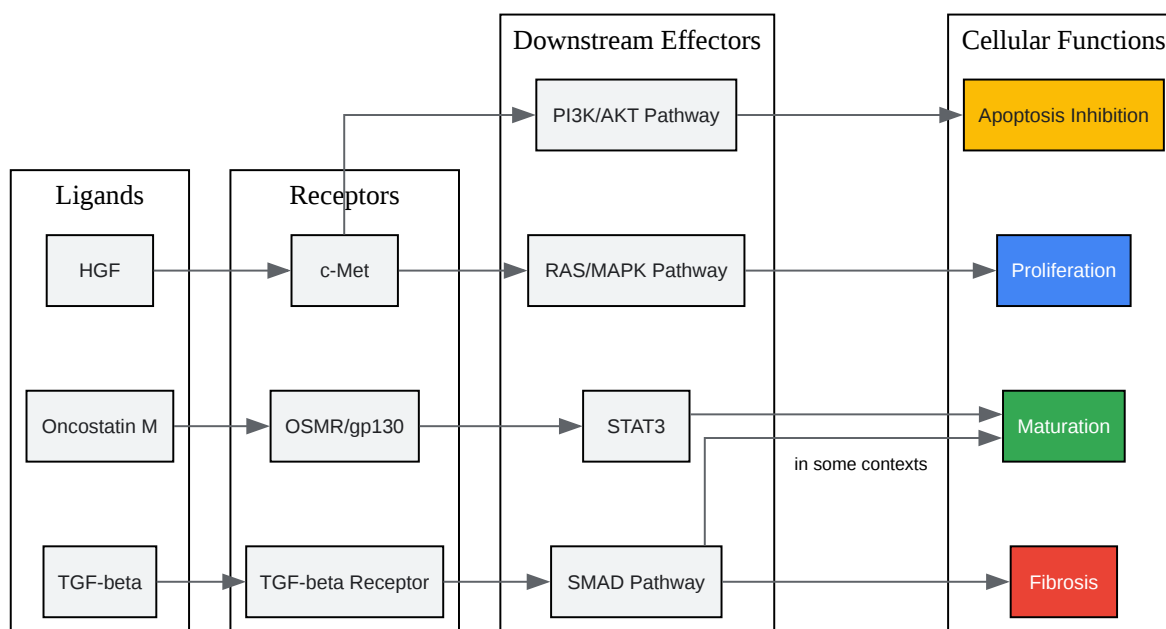 Downstream Effectors
Cellular Functions
PI3K/AKT Pathway
Apoptosis Inhibition
Ligands
Receptors
HGF
c-Met
RAS/MAPK Pathway
Proliferation
Oncostatin M
OSMR/gp130
STAT3
Maturation
in some contexts
TGF-beta
TGF-beta Receptor
SMAD Pathway
Fibrosis